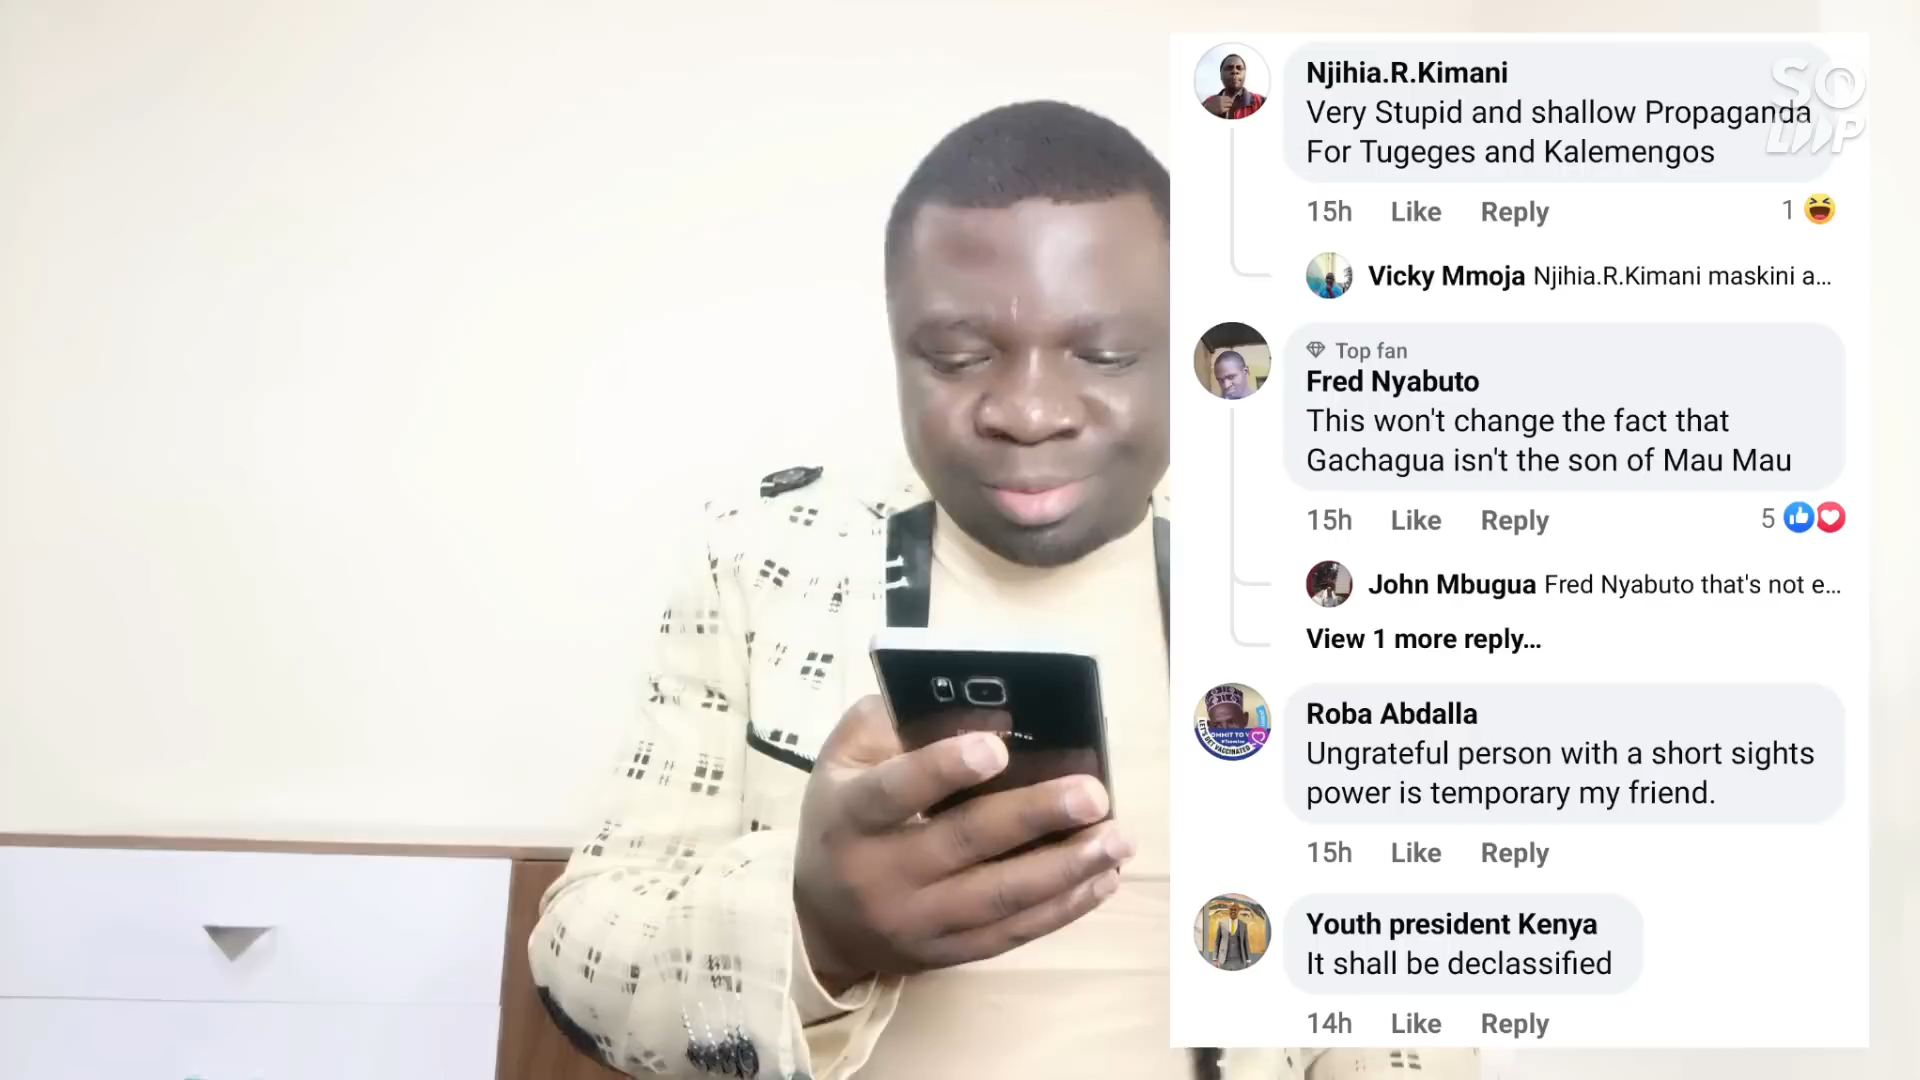 SO
LOOP
Njihia.R.Kimani
Very Stupid and shallow Propaganda
For Tugeges and Kalemengos
15h Like Reply 1
Vicky Mmoja Njihia.R.Kimani maskini a...
Top fan
Fred Nyabuto
This won't change the fact that
Gachagua isn't the son of Mau Mau
15h Like Reply 5
John Mbugua Fred Nyabuto that's not e...
View 1 more reply...
Roba Abdalla
Ungrateful person with a short sights
power is temporary my friend.
15h Like Reply
Youth president Kenya
It shall be declassified
14h Like Reply